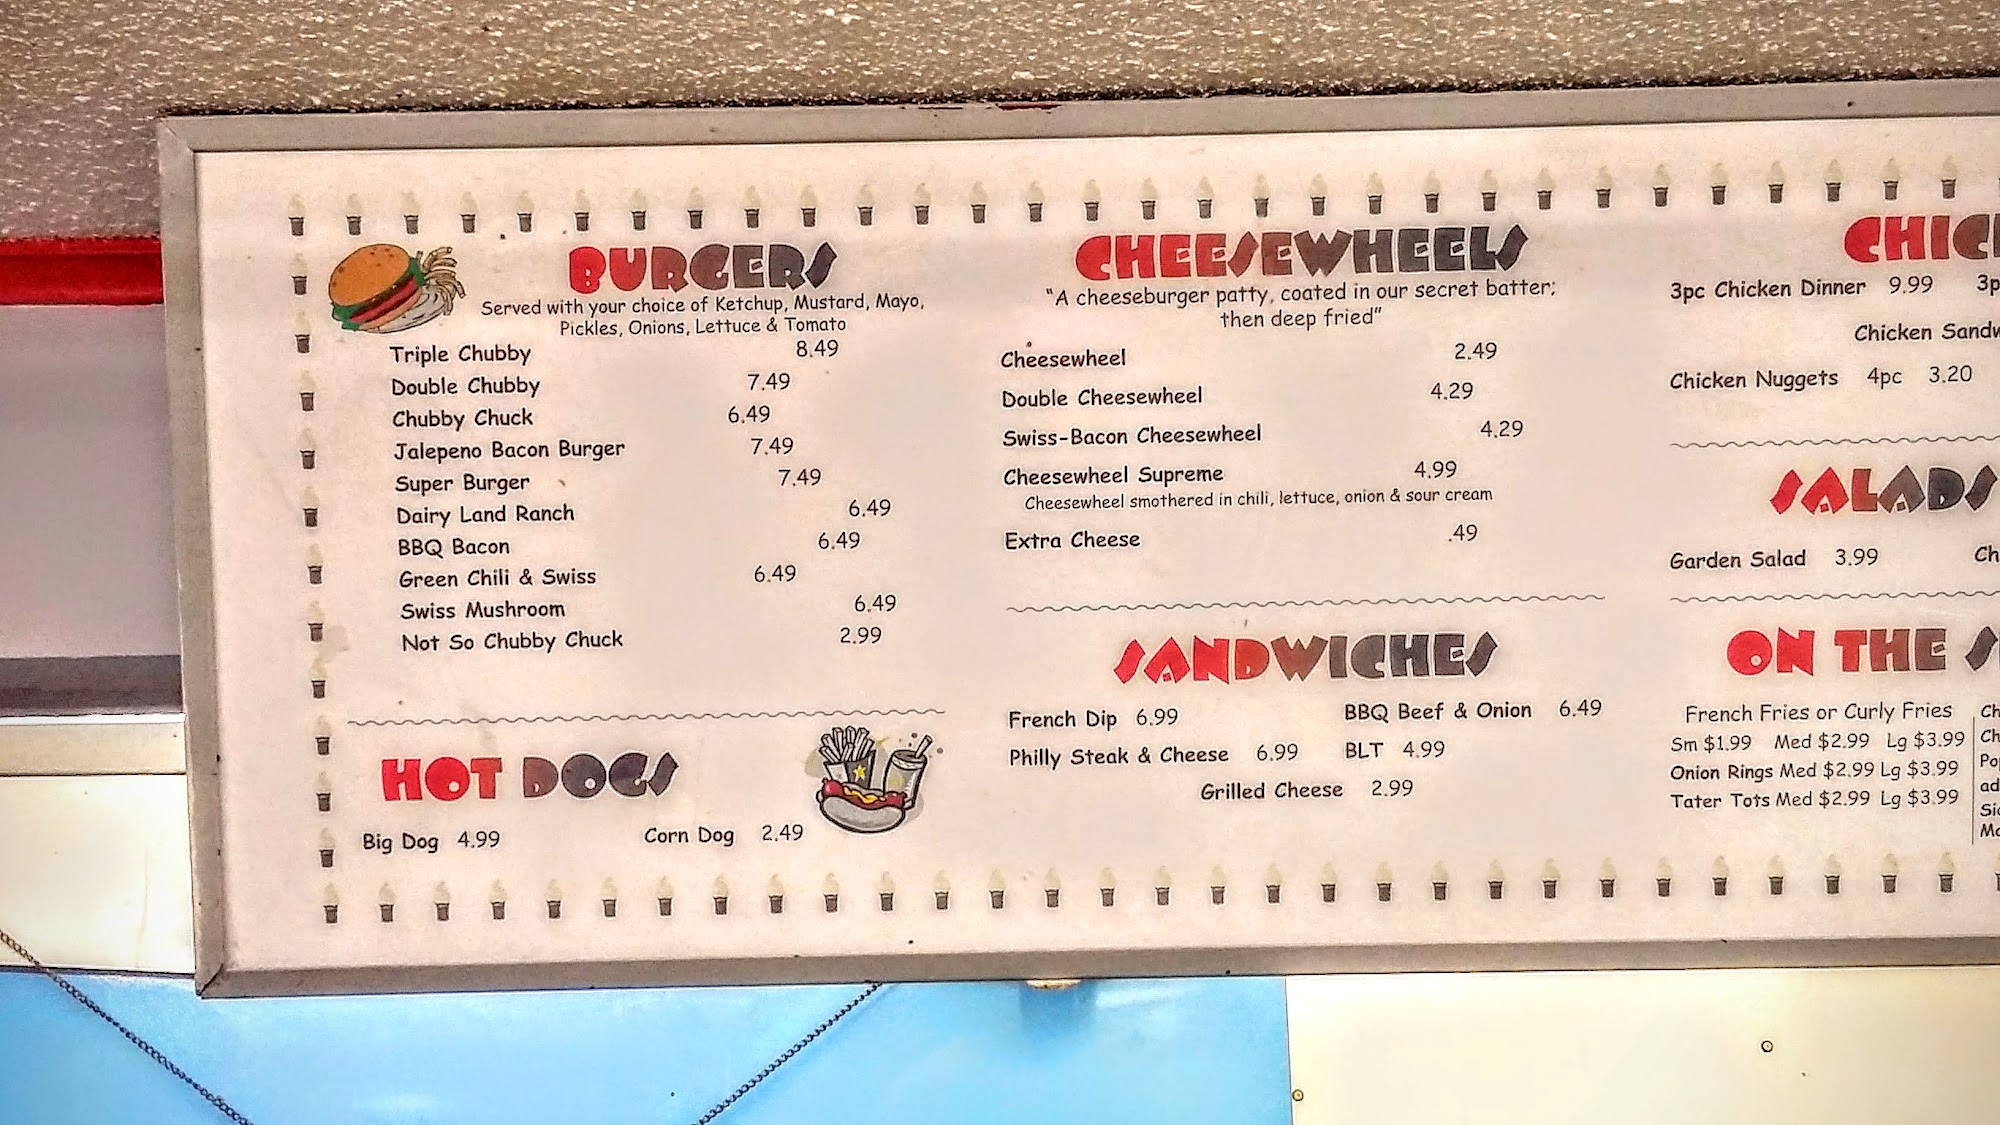 BURGERS
Served with your choice of Ketchup, Mustard, Mayo,
Pickles, Onions, Lettuce & Tomato
Triple Chubby 8.49
Double Chubby 7.49
Chubby Chuck 6.49
Jalepeno Bacon Burger 7.49
Super Burger 7.49
Dairy Land Ranch 6.49
BBQ Bacon 6.49
Green Chili & Swiss 6.49
Swiss Mushroom 6.49
Not So Chubby Chuck 2.99
HOT DOGS
Big Dog 4.99 Corn Dog 2.49
CHEESEWHEELS
"A cheeseburger patty, coated in our secret batter;
then deep fried"
Cheesewheel 2.49
Double Cheesewheel 4.29
Swiss-Bacon Cheesewheel 4.29
Cheesewheel Supreme 4.99
Cheesewheel smothered in chili, lettuce, onion & sour cream
Extra Cheese .49
SANDWICHES
French Dip 6.99 BBQ Beef & Onion 6.49
Philly Steak & Cheese 6.99 BLT 4.99
Grilled Cheese 2.99
3pc Chicken Dinner 9.99
Chicken
Chicken Nuggets 4pc 3.20
SALADS
Garden Salad 3.99
ON THE
French Fries or Curly Fries
Sm $1.99 Med $2.99 Lg $3.99
Onion Rings Med $2.99 Lg $3.99
Tater Tots Med $2.99 Lg $3.99